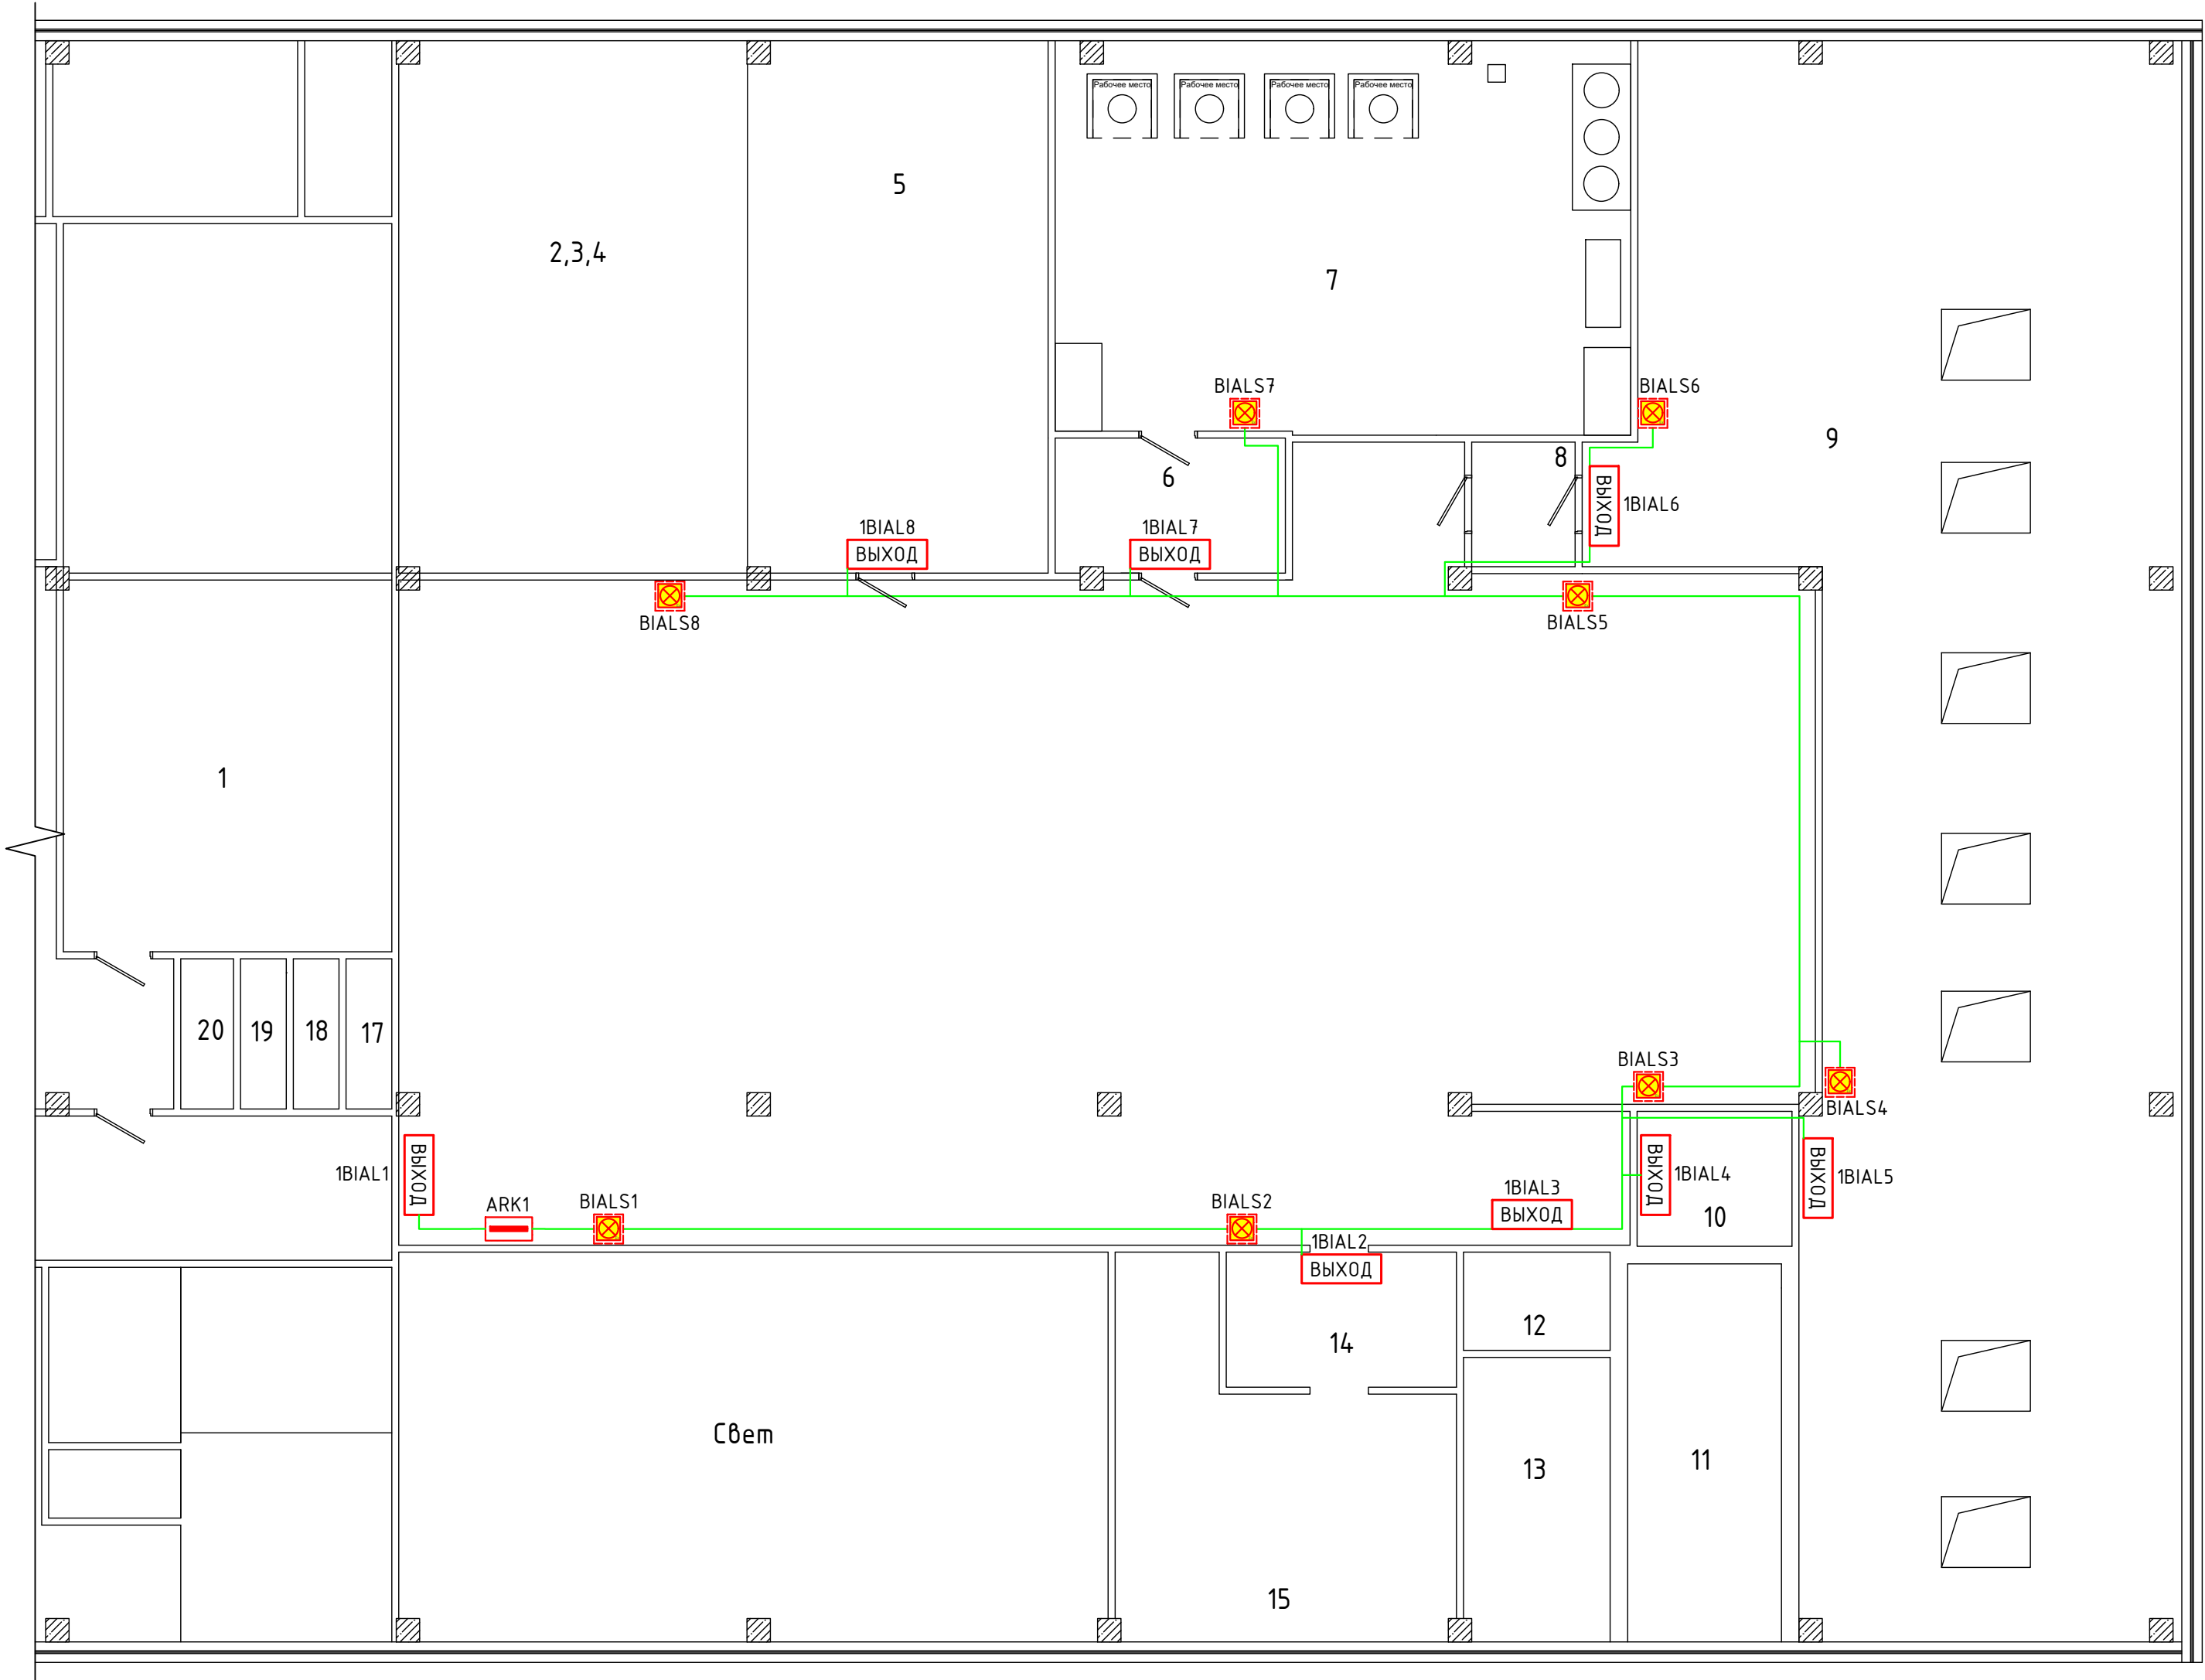 Рабочее место
Рабочее место
Рабочее место
Рабочее место
5
2,3,4
7
BIALS7
BIALS6
9
8
6
1BIAL6
ВЫХОД
1BIAL8
ВЫХОД
1BIAL7
ВЫХОД
BIALS8
BIALS5
1
20
19
18
17
BIALS3
BIALS4
1BIAL1
ВЫХОД
ARK1
BIALS1
BIALS2
1BIAL3
ВЫХОД
ВЫХОД
1BIAL4
ВЫХОД
1BIAL5
10
1BIAL2
ВЫХОД
12
14
Свет
13
11
15